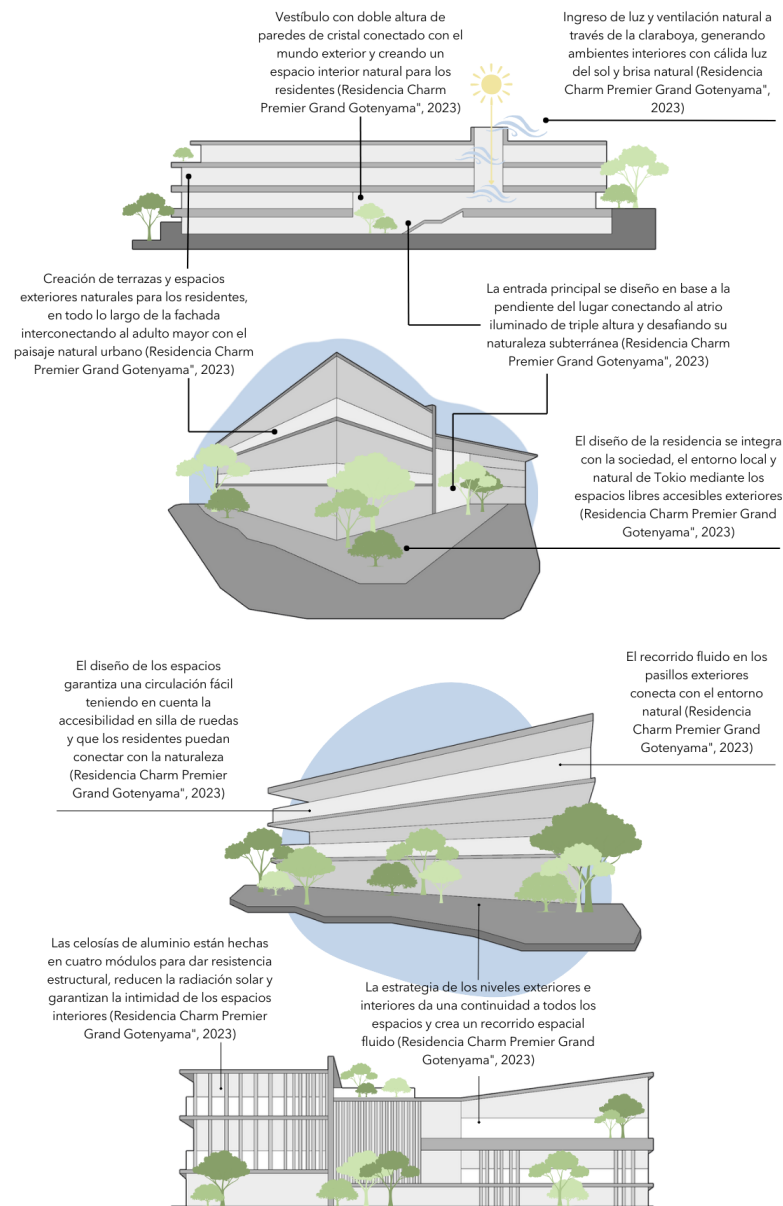 Vestíbulo con doble altura de
paredes de cristal conectado con el
mundo exterior y creando un
espacio interior natural para los
residentes (Residencia Charm
Premier Grand Gotenyama", 2023)
Ingreso de luz y ventilación natural a
través de la claraboya, generando
ambientes interiores con cálida luz
del sol y brisa natural (Residencia
Charm Premier Grand Gotenyama",
2023)
Creación de terrazas y espacios
exteriores naturales para los residentes,
en todo lo largo de la fachada
interconectando al adulto mayor con el
paisaje natural urbano (Residencia Charm
Premier Grand Gotenyama", 2023)
La entrada principal se diseño en base a la
pendiente del lugar conectando al atrio
iluminado de triple altura y desafiando su
naturaleza subterránea (Residencia Charm
Premier Grand Gotenyama", 2023)
El diseño de la residencia se integra
con la sociedad, el entorno local y
natural de Tokio mediante los
espacios libres accesibles exteriores
(Residencia Charm Premier Grand
Gotenyama", 2023)
El diseño de los espacios
garantiza una circulación fácil
teniendo en cuenta la
accesibilidad en silla de ruedas
y que los residentes puedan
conectar con la naturaleza
(Residencia Charm Premier
Grand Gotenyama", 2023)
El recorrido fluido en los
pasillos exteriores
conecta con el entorno
natural (Residencia
Charm Premier Grand
Gotenyama", 2023)
Las celosías de aluminio están hechas
en cuatro módulos para dar resistencia
estructural, reducen la radiación solar y
garantizan la intimidad de los espacios
interiores (Residencia Charm Premier
Grand Gotenyama", 2023)
La estrategia de los niveles exteriores e
interiores da una continuidad a todos los
espacios y crea un recorrido espacial
fluido (Residencia Charm Premier Grand
Gotenyama", 2023)